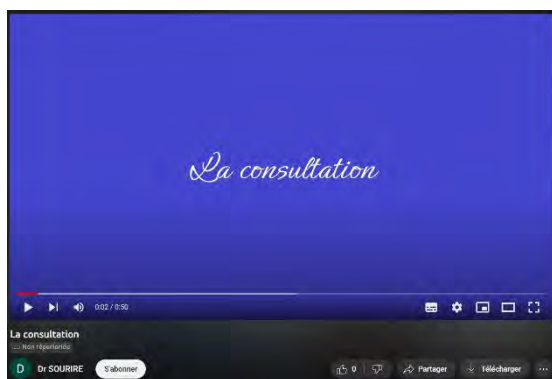 La consultation
0:02 / 0:50
La consultation
Non répertoriée
D Dr SOURIRE S'abonner 0 Partager Télécharger ...